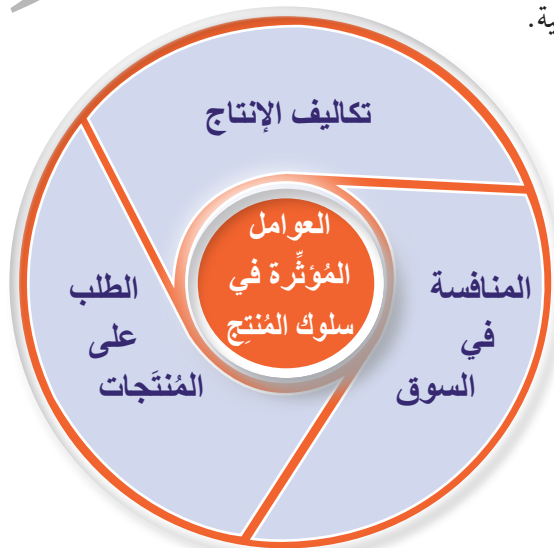 ية.
تكاليف الإنتاج
العوامل
المُؤثِّرة في
سلوك المُنتِج
المنافسة
في
السوق
الطلب
على
المُنتَجات